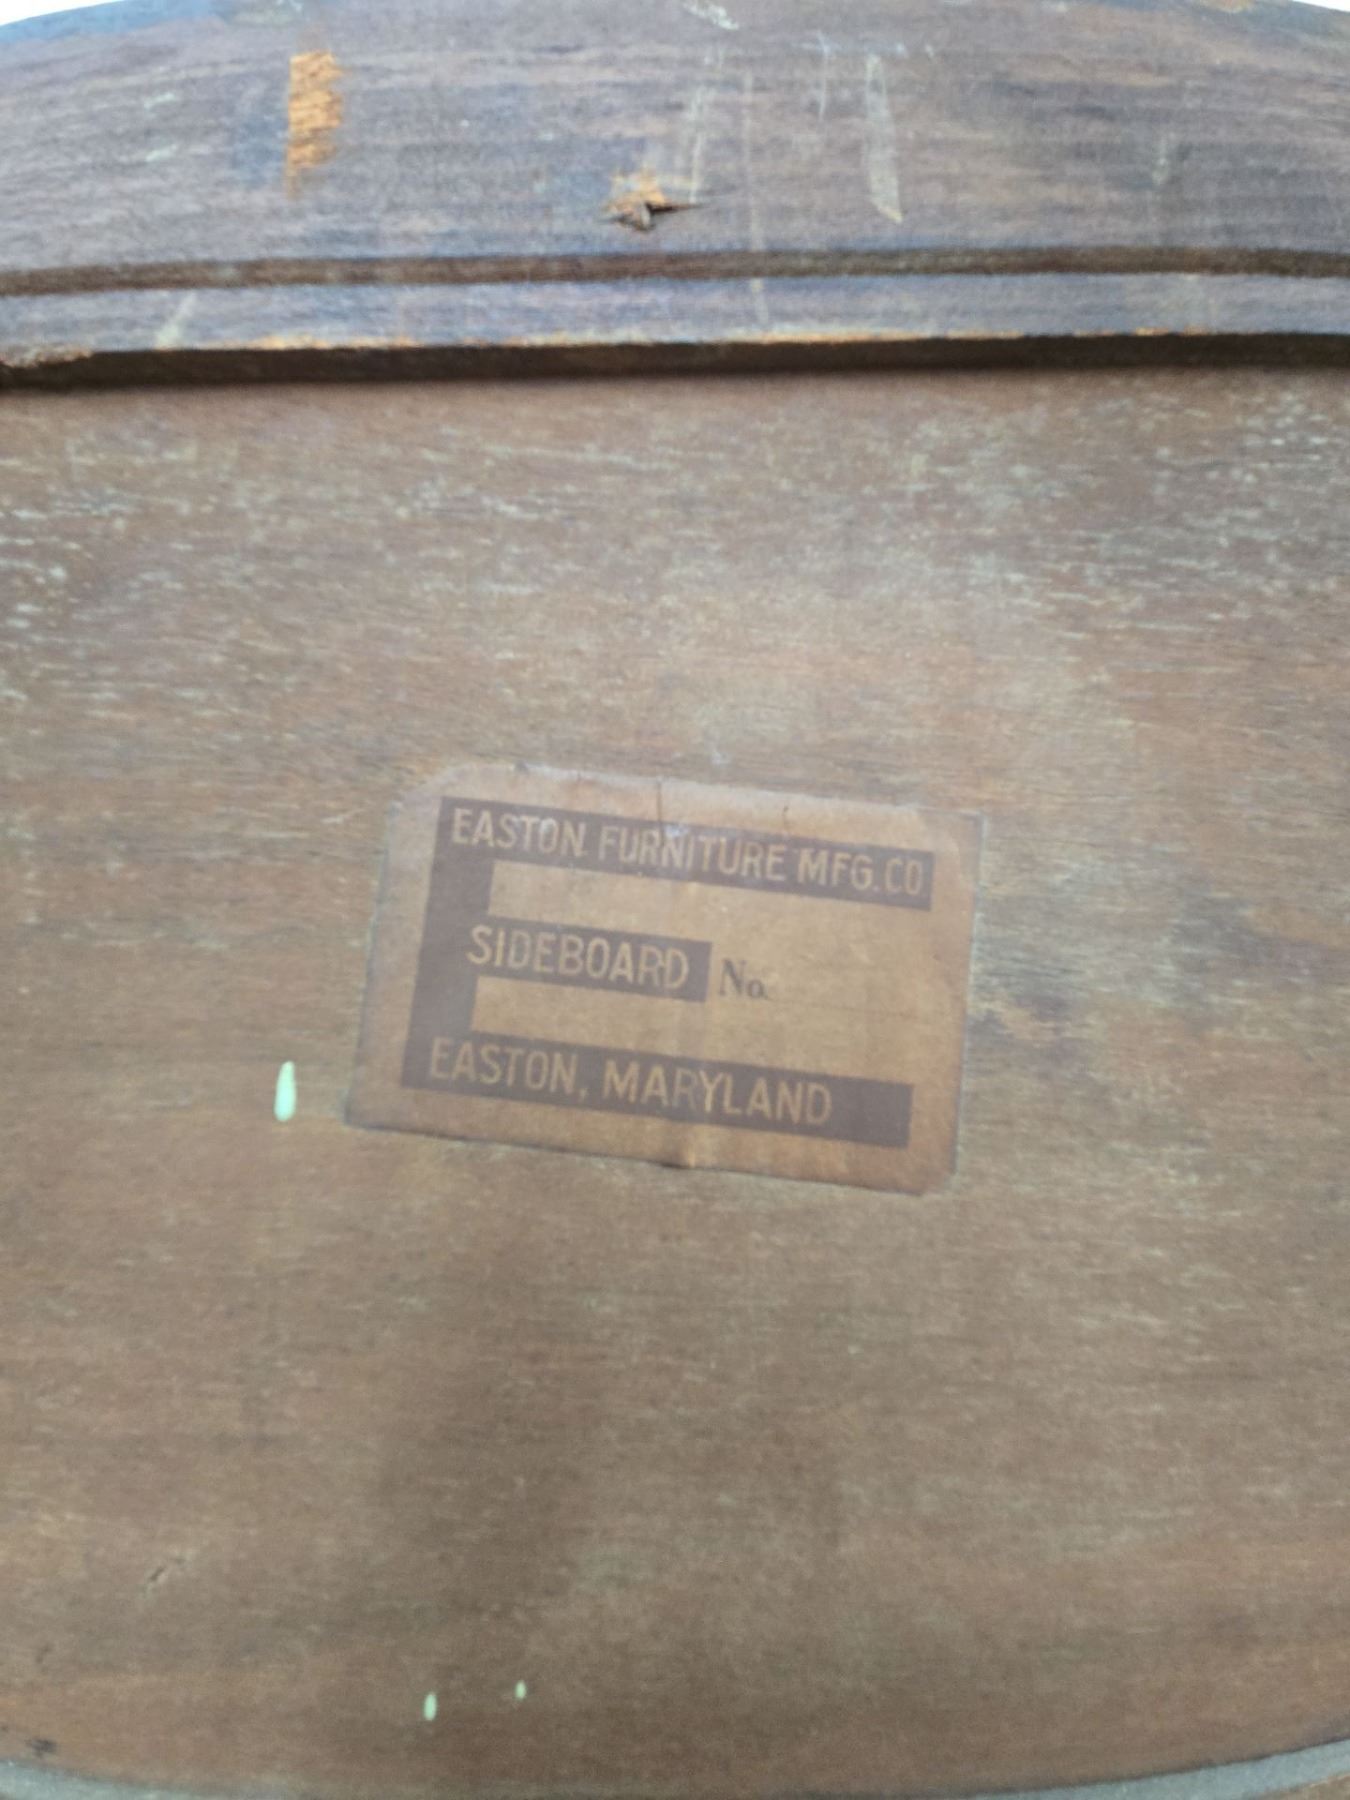 EASTON FURNITURE MFG.CO
SIDEBOARD No.
EASTON, MARYLAND